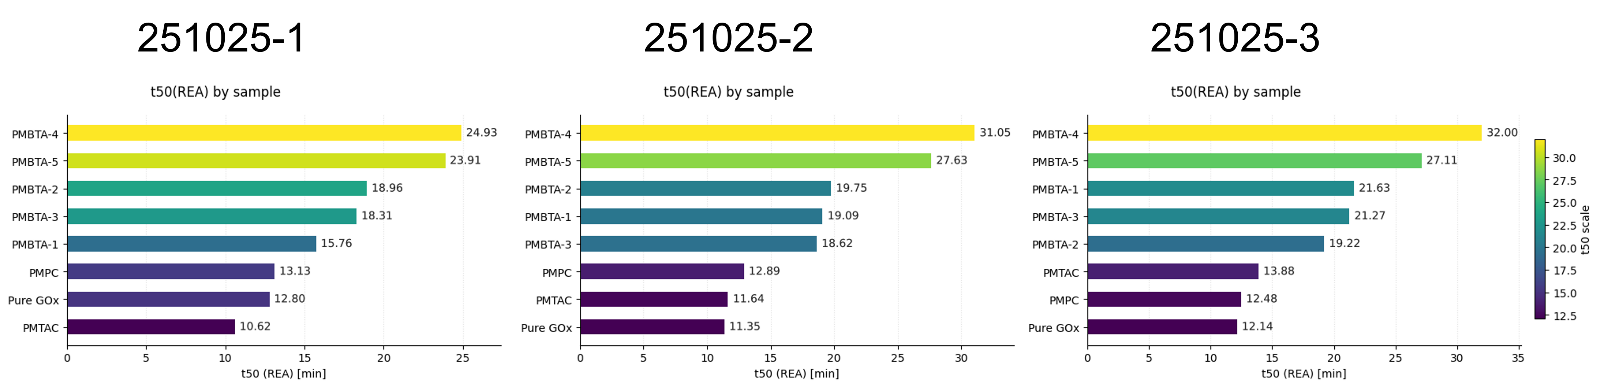 251025-1
t50(REA) by sample
PMBTA-4 24.93
PMBTA-5 23.91
PMBTA-2 18.96
PMBTA-3 18.31
PMBTA-1 15.76
PMPC 13.13
Pure GOx 12.80
PMTAC 10.62
0 5 10 15 20 25
t50 (REA) [min]
251025-2
t50(REA) by sample
PMBTA-4 31.05
PMBTA-5 27.63
PMBTA-2 19.75
PMBTA-1 19.09
PMBTA-3 18.62
PMPC 12.89
PMTAC 11.64
Pure GOx 11.35
0 5 10 15 20 25 30
t50 (REA) [min]
251025-3
t50(REA) by sample
PMBTA-4 32.00
PMBTA-5 27.11
PMBTA-1 21.63
PMBTA-3 21.27
PMBTA-2 19.22
PMTAC 13.88
PMPC 12.48
Pure GOx 12.14
0 5 10 15 20 25 30 35
t50 (REA) [min]
30.0
27.5
25.0
22.5
20.0
17.5
15.0
12.5
t50 scale